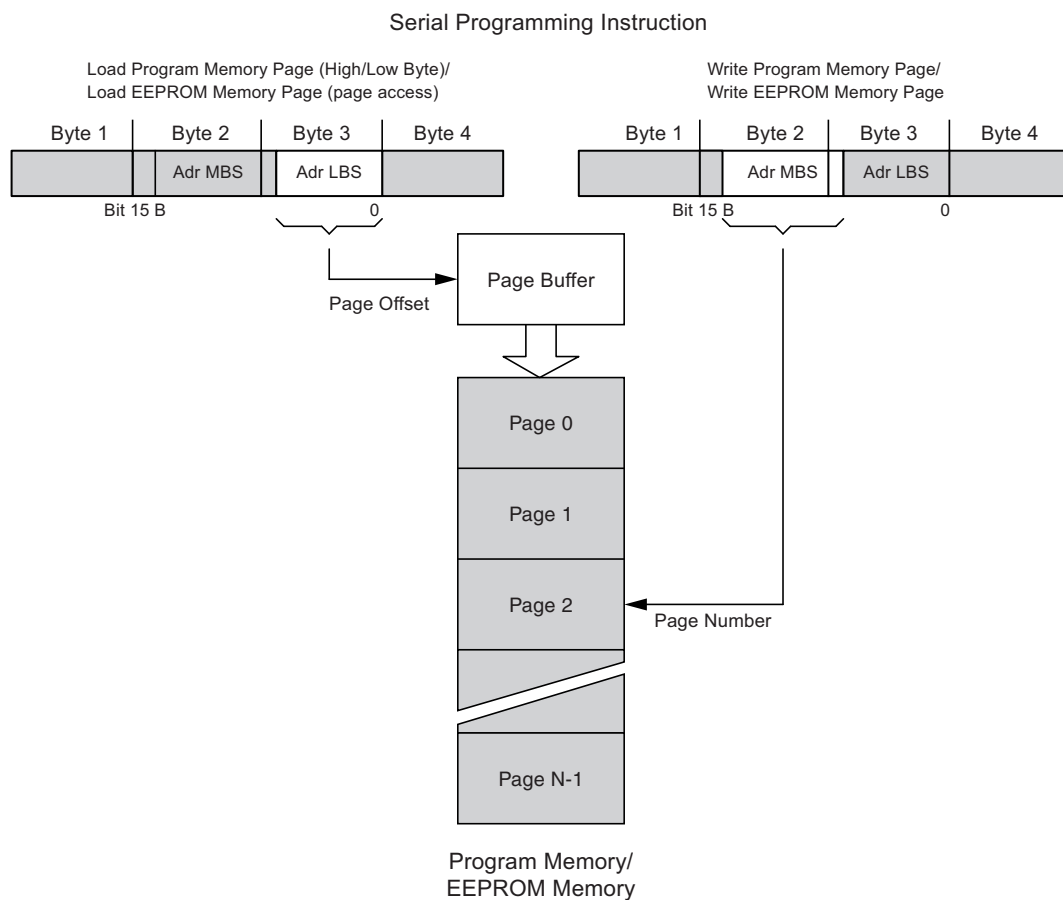 Serial Programming Instruction
Load Program Memory Page (High/Low Byte)/
Load EEPROM Memory Page (page access)
Write Program Memory Page/
Write EEPROM Memory Page
Byte 1 Byte 2 Byte 3 Byte 4
Byte 1 Byte 2 Byte 3 Byte 4
Adr MBS Adr LBS
Adr MBS Adr LBS
Bit 15 B 0
Bit 15 B 0
Page Buffer
Page Offset
Page 0
Page 1
Page 2
Page Number
Page N-1
Program Memory/
EEPROM Memory